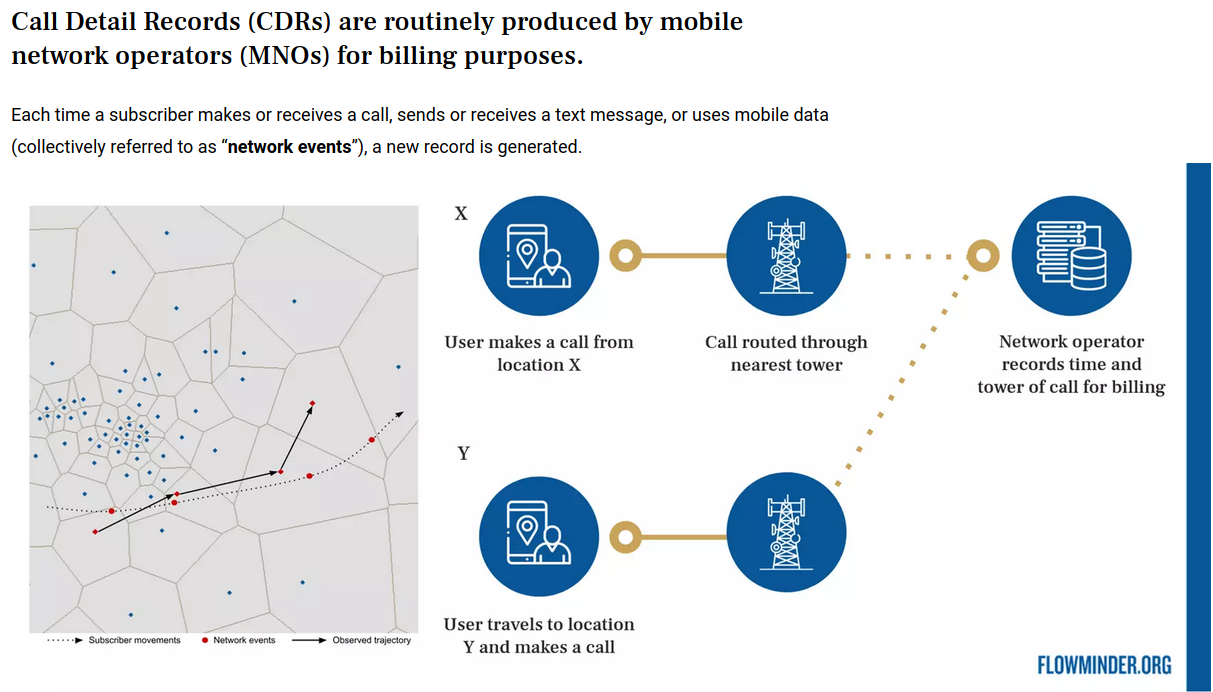 Call Detail Records (CDRs) are routinely produced by mobile
network operators (MNOs) for billing purposes.
Each time a subscriber makes or receives a call, sends or receives a text message, or uses mobile data
(collectively referred to as “network events”), a new record is generated.
X
User makes a call from
location X
Call routed through
nearest tower
Network operator
records time and
tower of call for billing
Y
User travels to location
Y and makes a call
Subscriber movements
Network events
Observed trajectory
FLOWMINDER.ORG